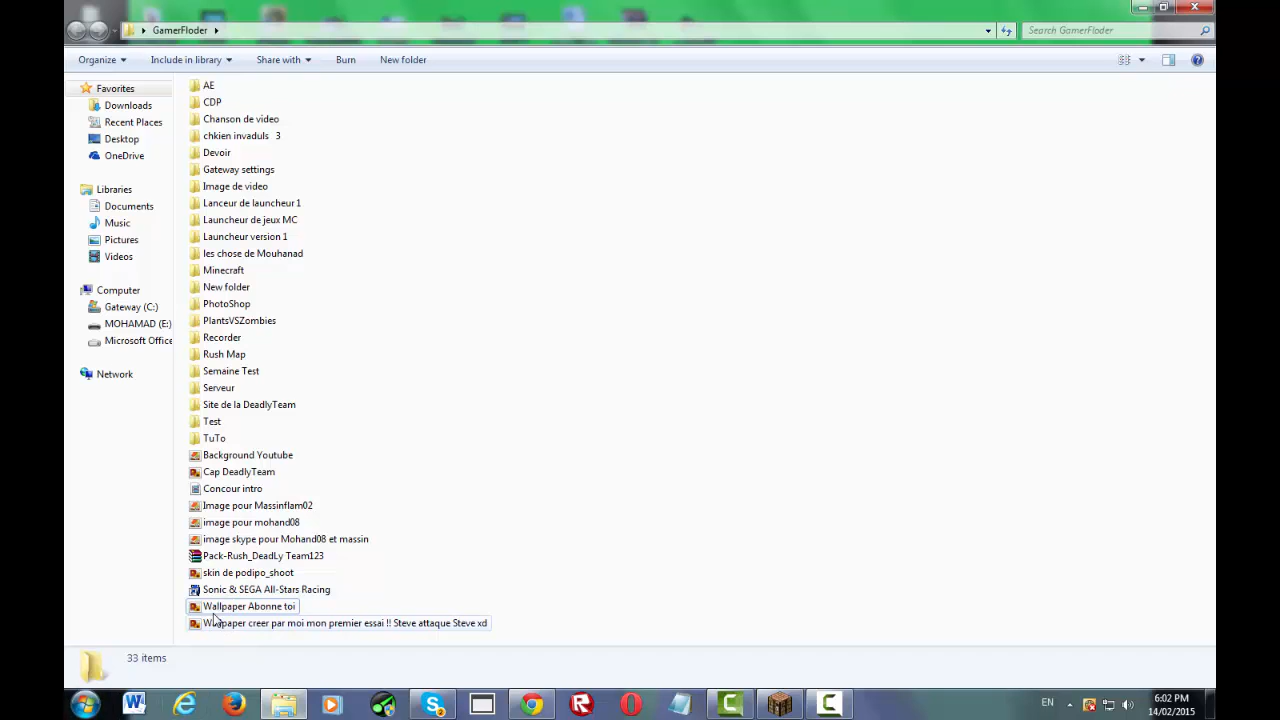 GamerFloder
Search GamerFloder
Organize Include in library Share with Burn New folder
Favorites
Downloads
Recent Places
Desktop
OneDrive
Libraries
Documents
Music
Pictures
Videos
Computer
Gateway (C:)
MOHAMAD (E:)
Microsoft Office
Network
AE
CDP
Chanson de video
chkien invaduls 3
Devoir
Gateway settings
Image de video
Lanceur de launcheur 1
Launcheur de jeux MC
Launcheur version 1
les chose de Mouhanad
Minecraft
New folder
PhotoShop
PlantsVSZombies
Recorder
Rush Map
Semaine Test
Serveur
Site de la DeadlyTeam
Test
TuTo
Background Youtube
Cap DeadlyTeam
Concour intro
Image pour Massinflam02
image pour mohand08
image skype pour Mohand08 et massin
Pack-Rush_DeadLy Team123
skin de podipo_shoot
Sonic & SEGA All-Stars Racing
Wallpaper Abonne toi
Wallpaper creer par moi mon premier essai !! Steve attaque Steve xd
33 items
EN
6:02 PM
14/02/2015